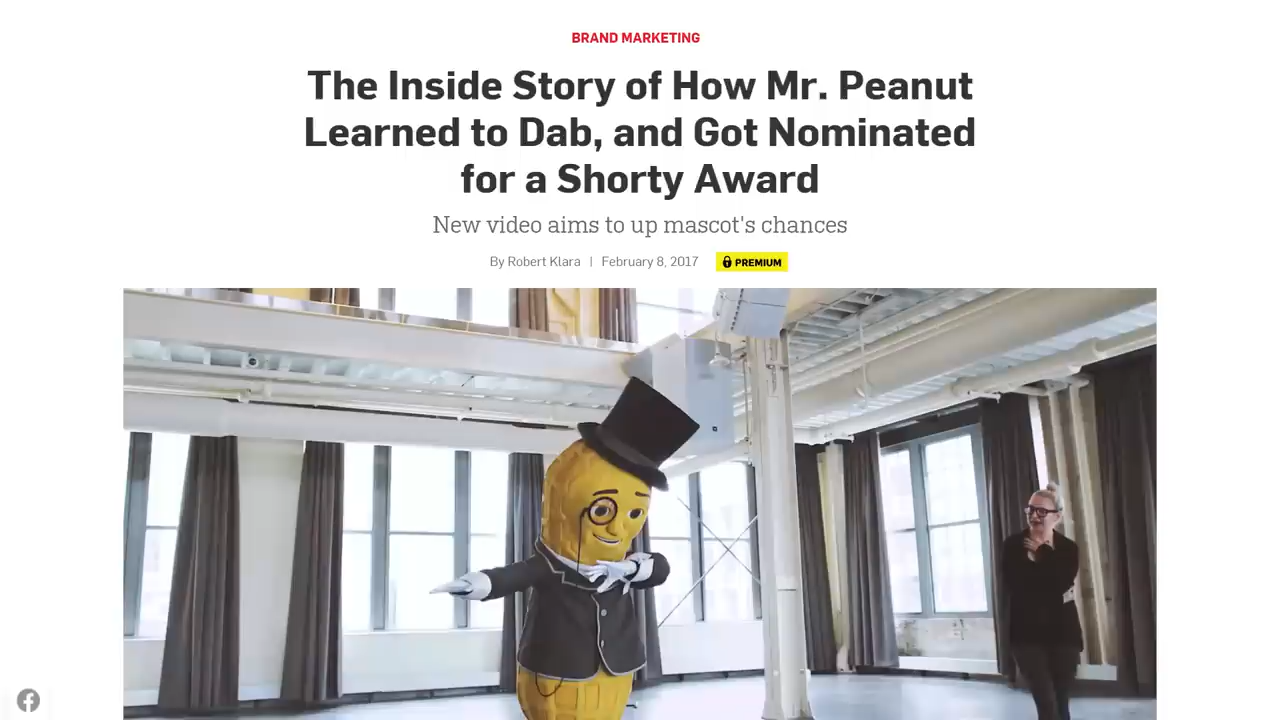 BRAND MARKETING
The Inside Story of How Mr. Peanut
Learned to Dab, and Got Nominated
for a Shorty Award
New video aims to up mascot's chances
By Robert Klara | February 8, 2017 PREMIUM